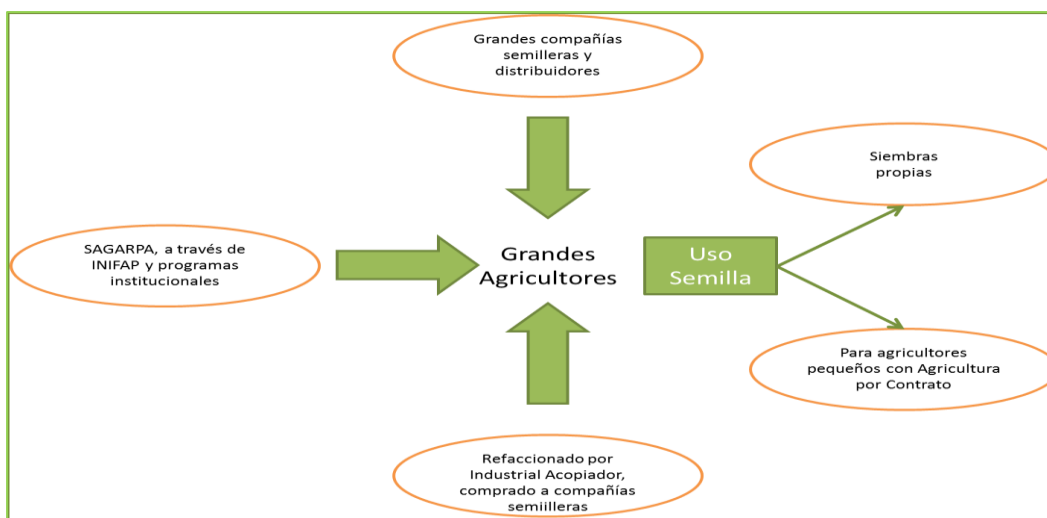 Grandes compañías
semilleras y
distribuidores
Siembras
propias
SAGARPA, a través de
INIFAP y programas
institucionales
Grandes
Agricultores
Uso
Semilla
Para agricultores
pequeños con Agricultura
por Contrato
Refaccionado por
Industrial Acopiador,
comprado a compañías
semiilleras